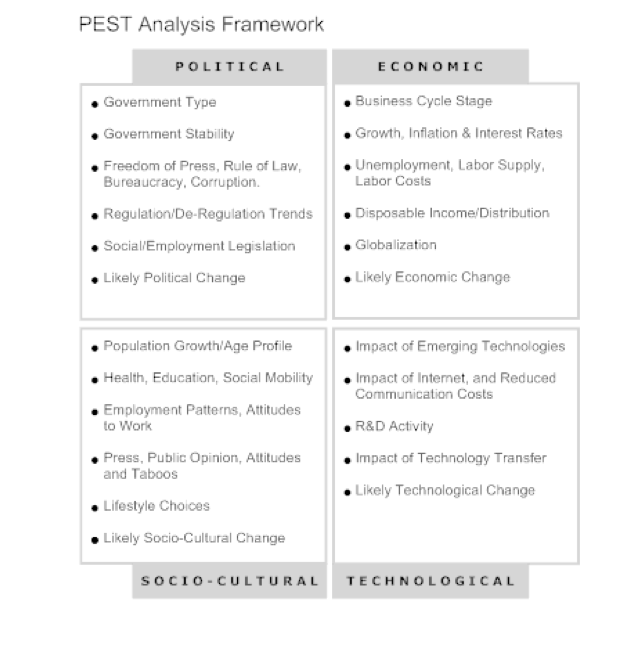 PEST Analysis Framework
POLITICAL
• Government Type
• Government Stability
• Freedom of Press, Rule of Law,
Bureaucracy, Corruption.
• Regulation/De-Regulation Trends
• Social/Employment Legislation
• Likely Political Change
ECONOMIC
• Business Cycle Stage
• Growth, Inflation & Interest Rates
• Unemployment, Labor Supply,
Labor Costs
• Disposable Income/Distribution
• Globalization
• Likely Economic Change
• Population Growth/Age Profile
• Health, Education, Social Mobility
• Employment Patterns, Attitudes
to Work
• Press, Public Opinion, Attitudes
and Taboos
• Lifestyle Choices
• Likely Socio-Cultural Change
SOCIO-CULTURAL
• Impact of Emerging Technologies
• Impact of Internet, and Reduced
Communication Costs
• R&D Activity
• Impact of Technology Transfer
• Likely Technological Change
TECHNOLOGICAL